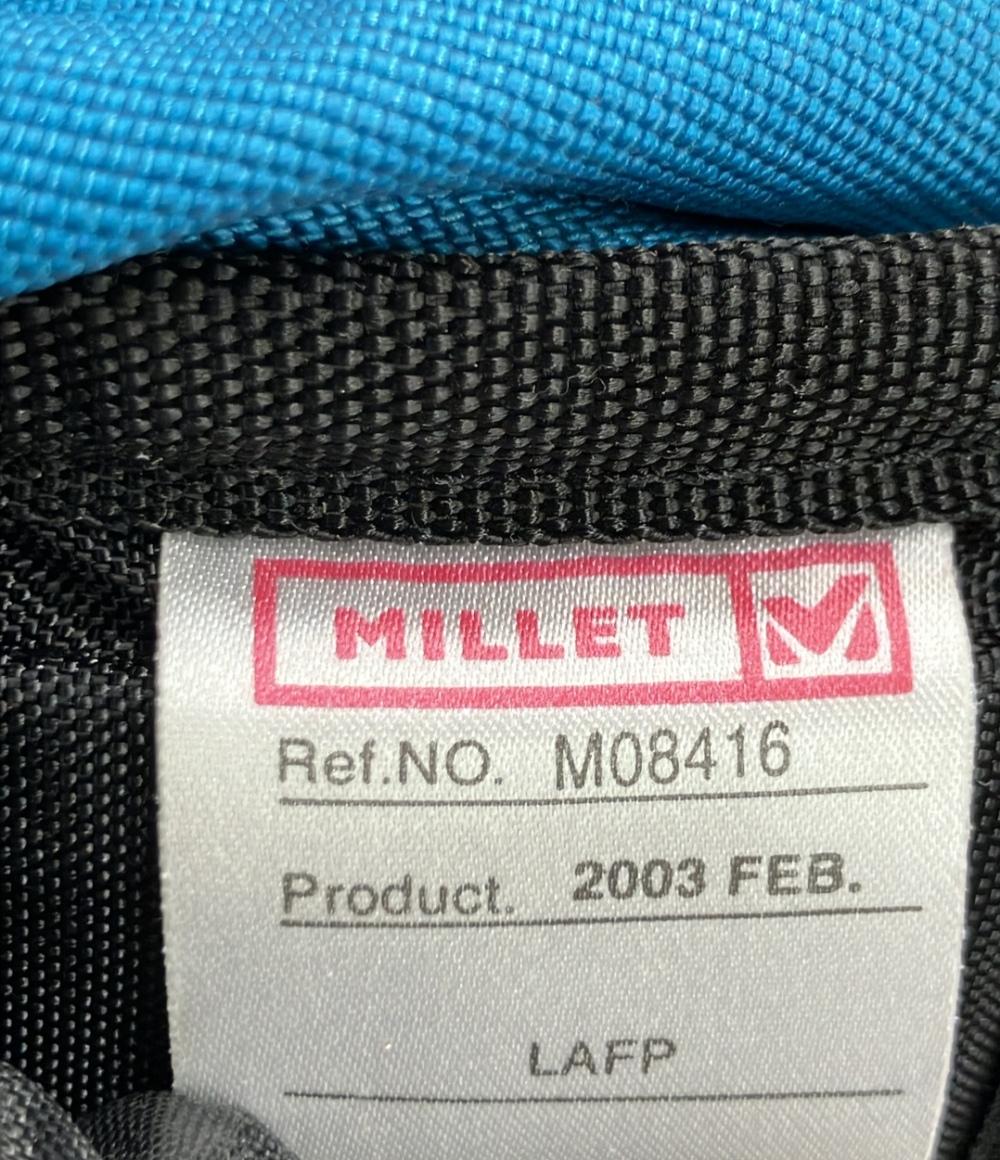 MILLET
Ref.NO. M08416
Product. 2003 FEB.
LAFP